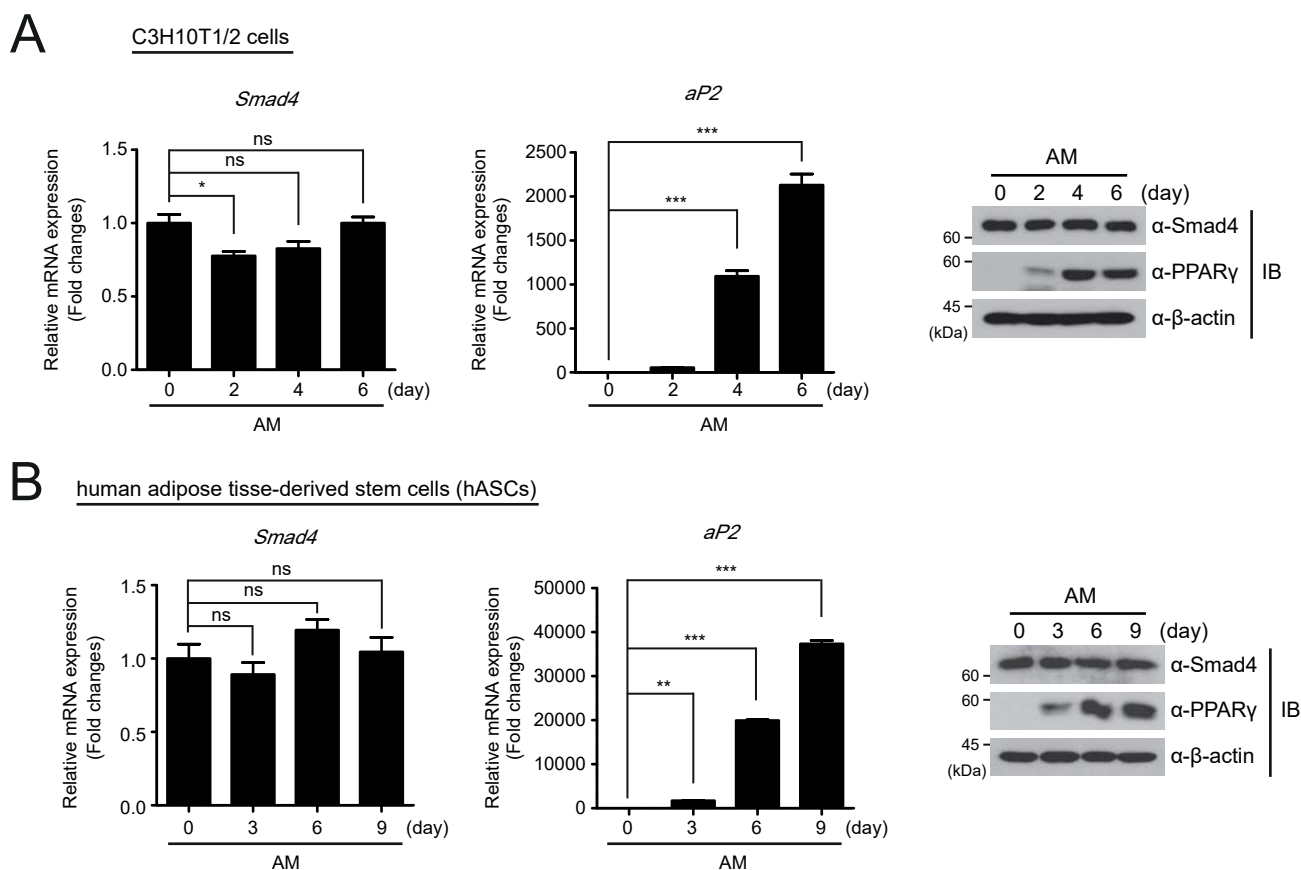 A
C3H10T1/2 cells
Smad4
Relative mRNA expression
(Fold changes)
1.5
1.0
0.5
0.0
ns
ns
*
0 2 4 6 (day)
AM
aP2
Relative mRNA expression
(Fold changes)
2500
2000
1500
1000
500
0
***
***
0 2 4 6 (day)
AM
AM
0 2 4 6 (day)
60
α-Smad4
60
α-PPARγ
45
α-β-actin
(kDa)
IB
B
human adipose tisse-derived stem cells (hASCs)
Smad4
Relative mRNA expression
(Fold changes)
1.5
1.0
0.5
0.0
ns
ns
ns
0 3 6 9 (day)
AM
aP2
Relative mRNA expression
(Fold changes)
50000
40000
30000
20000
10000
0
***
***
**
0 3 6 9 (day)
AM
AM
0 3 6 9 (day)
60
α-Smad4
60
α-PPARγ
45
α-β-actin
(kDa)
IB